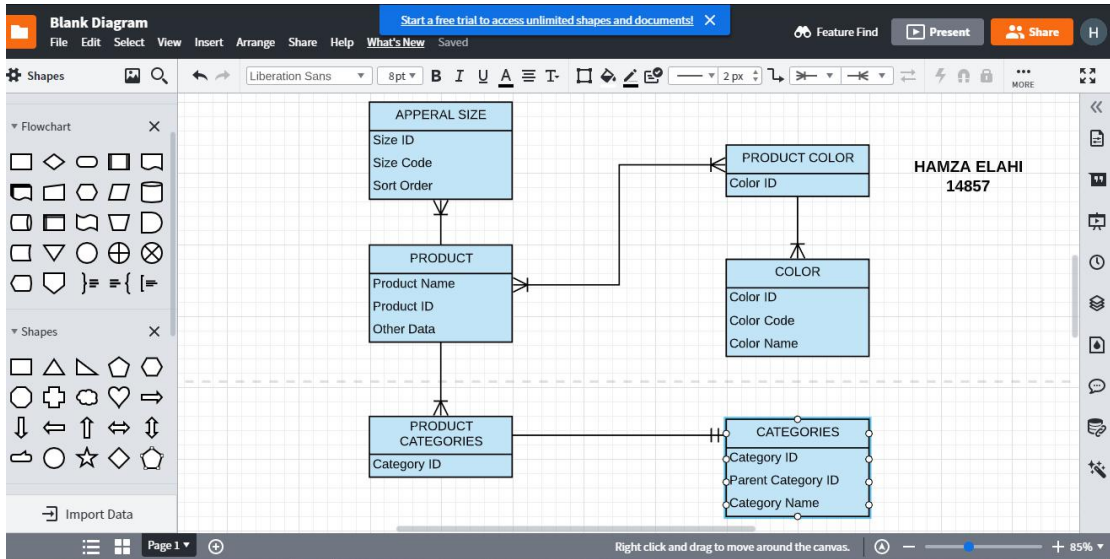 Blank Diagram
Start a free trial to access unlimited shapes and documents! X
File Edit Select View Insert Arrange Share Help What's New Saved
Feature Find
Present
Share
H
Shapes
Liberation Sans
8pt
B I U A T
2 px
MORE
Flowchart
Shapes
Import Data
APPERAL SIZE
Size ID
Size Code
Sort Order
PRODUCT
Product Name
Product ID
Other Data
PRODUCT
CATEGORIES
Category ID
PRODUCT COLOR
Color ID
COLOR
Color ID
Color Code
Color Name
CATEGORIES
Category ID
Parent Category ID
Category Name
HAMZA ELAHI
14857
Page 1
Right click and drag to move around the canvas.
85%